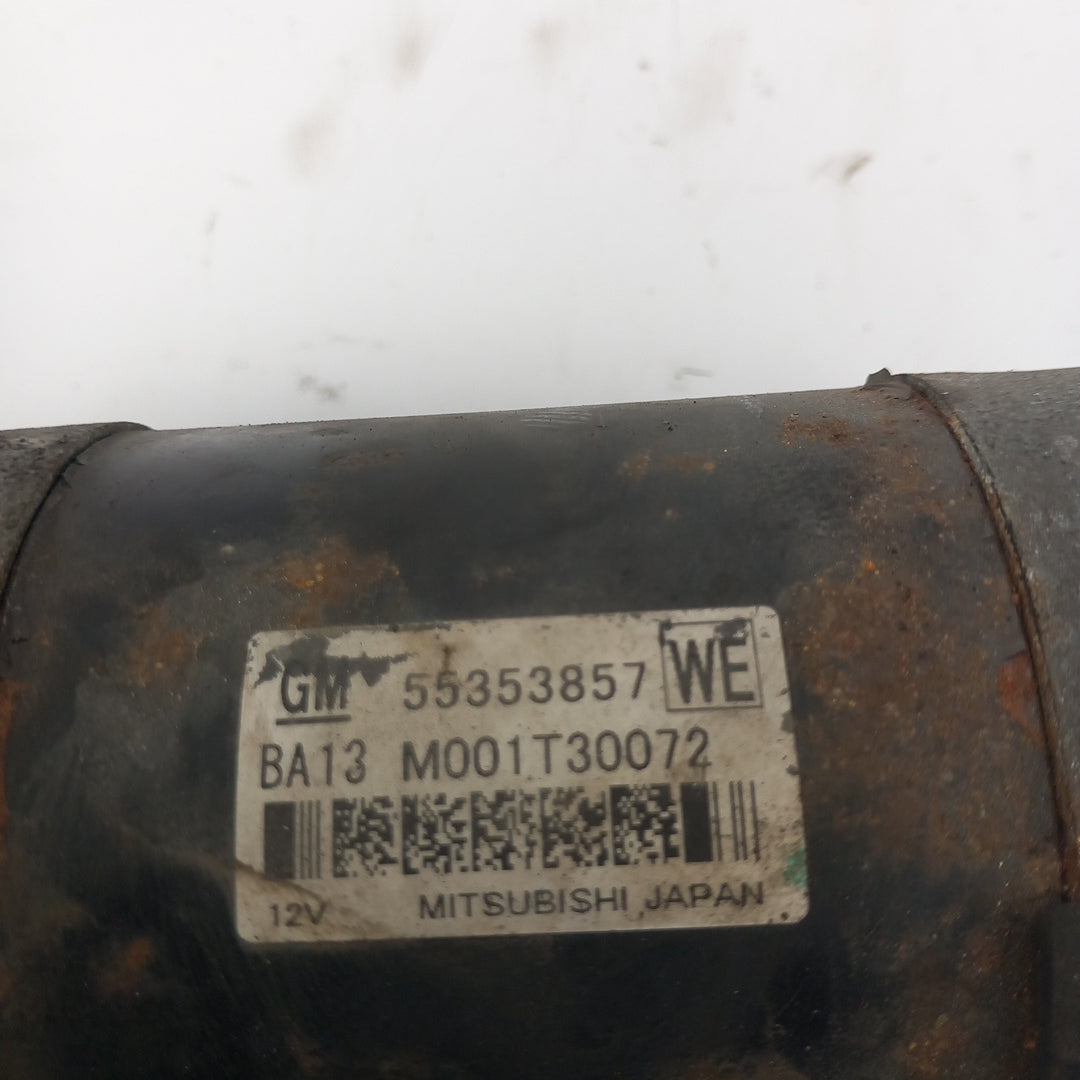 GM 55353857 WE
BA13 M001T30072
12V MITSUBISHI JAPAN